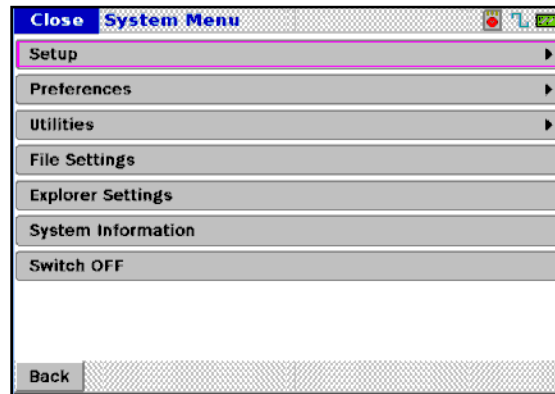 Close System Menu
Setup
Preferences
Utilities
File Settings
Explorer Settings
System Information
Switch OFF
Back